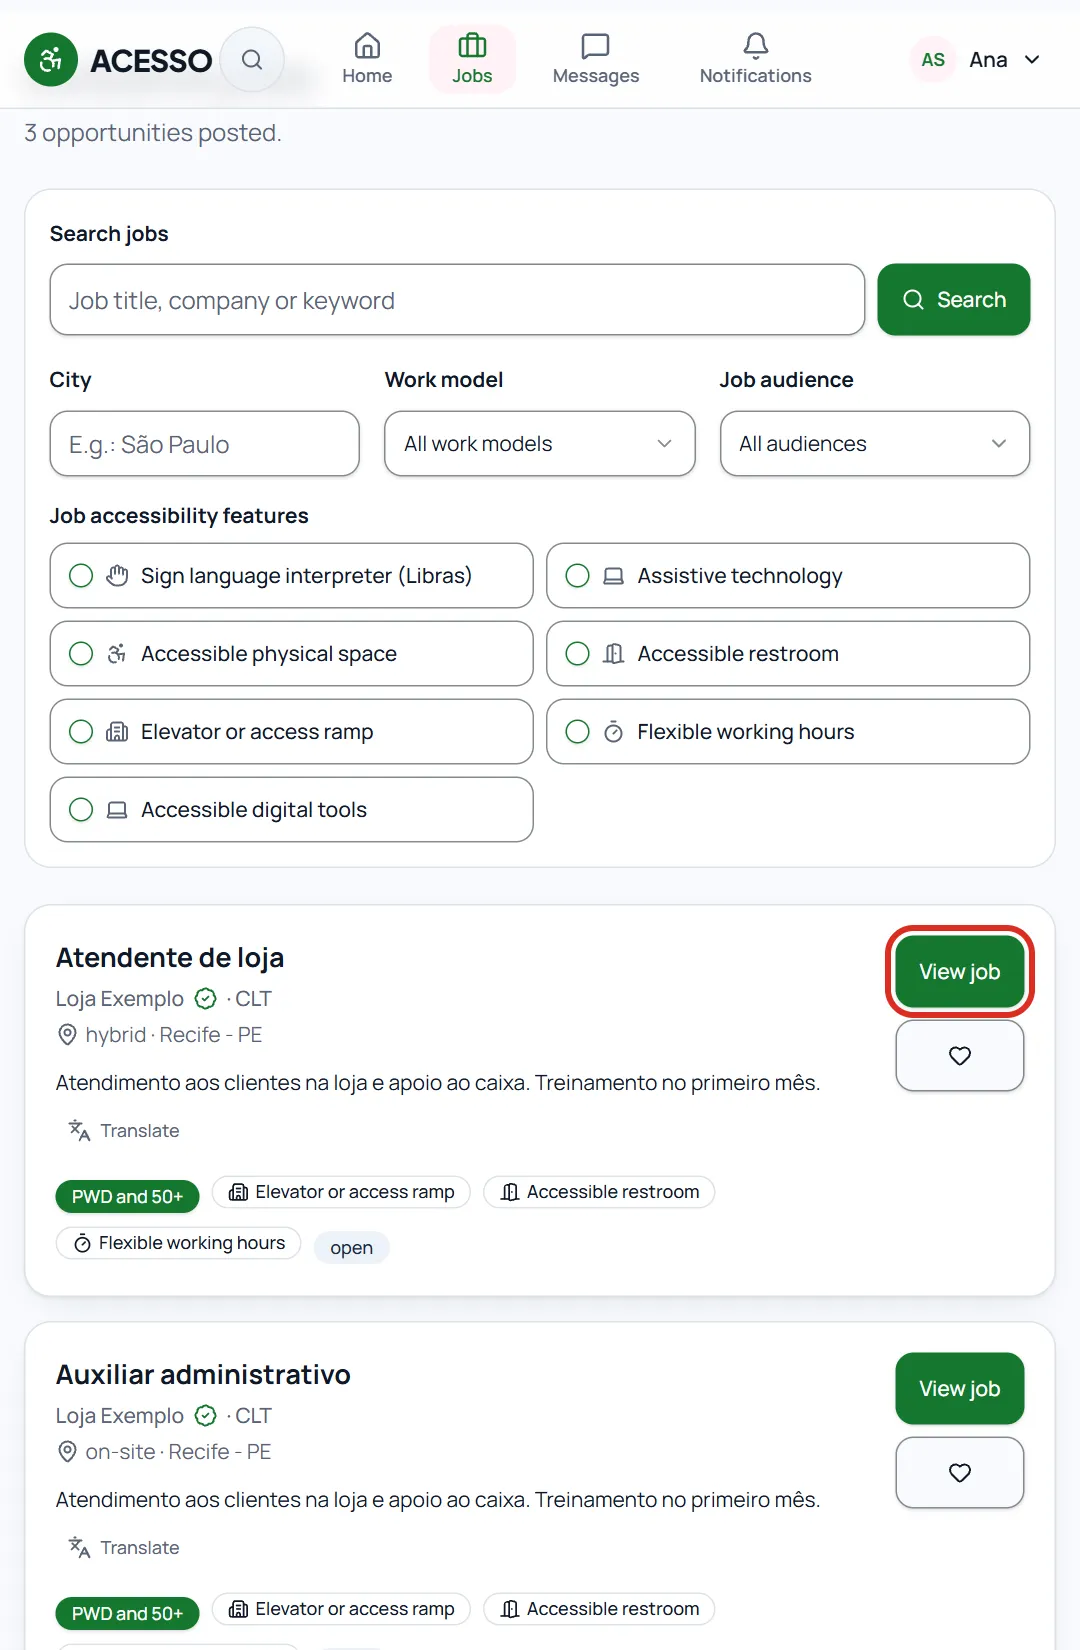 ACESSO
Home
Jobs
Messages
Notifications
AS
Ana
3 opportunities posted.
Search jobs
Job title, company or keyword
Search
City
Work model
Job audience
E.g.: São Paulo
All work models
All audiences
Job accessibility features
Sign language interpreter (Libras)
Assistive technology
Accessible physical space
Accessible restroom
Elevator or access ramp
Flexible working hours
Accessible digital tools
Atendente de loja
View job
Loja Exemplo · CLT
hybrid · Recife - PE
Atendimento aos clientes na loja e apoio ao caixa. Treinamento no primeiro mês.
Translate
PWD and 50+
Elevator or access ramp
Accessible restroom
Flexible working hours
open
Auxiliar administrativo
View job
Loja Exemplo · CLT
on-site · Recife - PE
Atendimento aos clientes na loja e apoio ao caixa. Treinamento no primeiro mês.
Translate
PWD and 50+
Elevator or access ramp
Accessible restroom